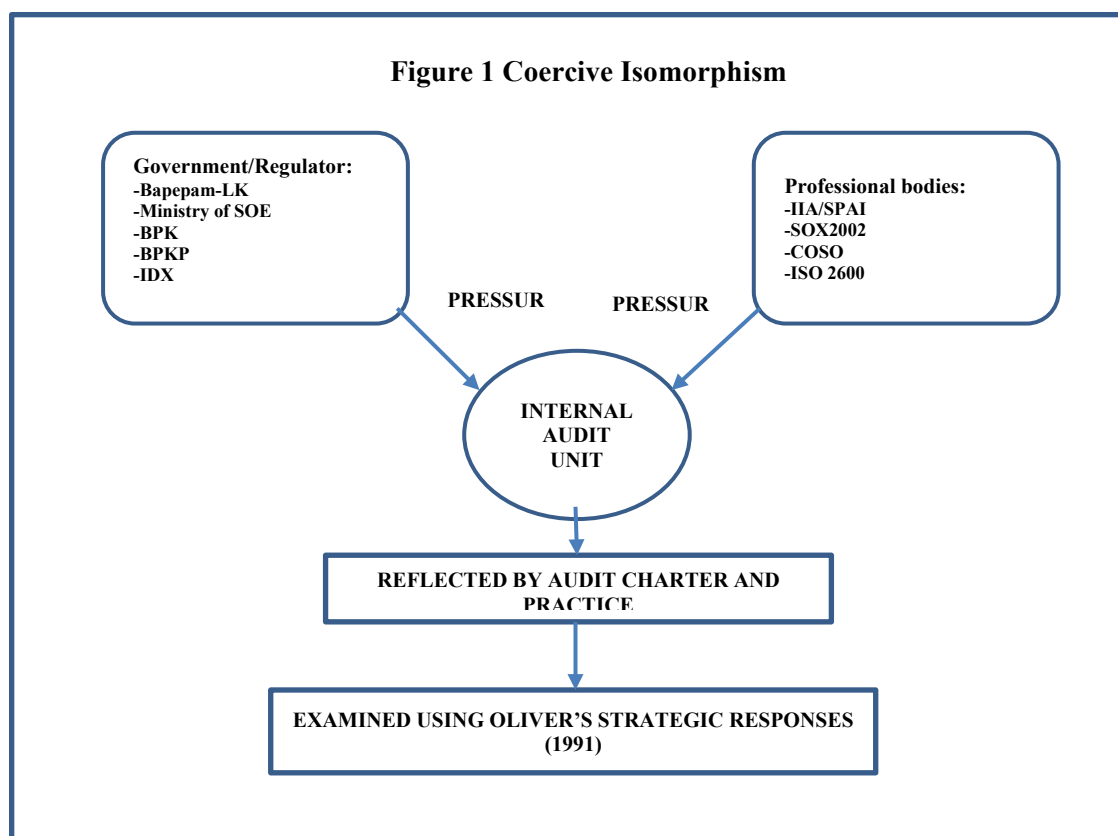 Figure 1 Coercive Isomorphism
Government/Regulator:
-Bapepam-LK
-Ministry of SOE
-BPK
-BPKP
-IDX
Professional bodies:
-IIA/SPAI
-SOX2002
-COSO
-ISO 2600
PRESSUR
PRESSUR
INTERNAL
AUDIT
UNIT
REFLECTED BY AUDIT CHARTER AND
PRACTICE
EXAMINED USING OLIVER'S STRATEGIC RESPONSES
(1991)